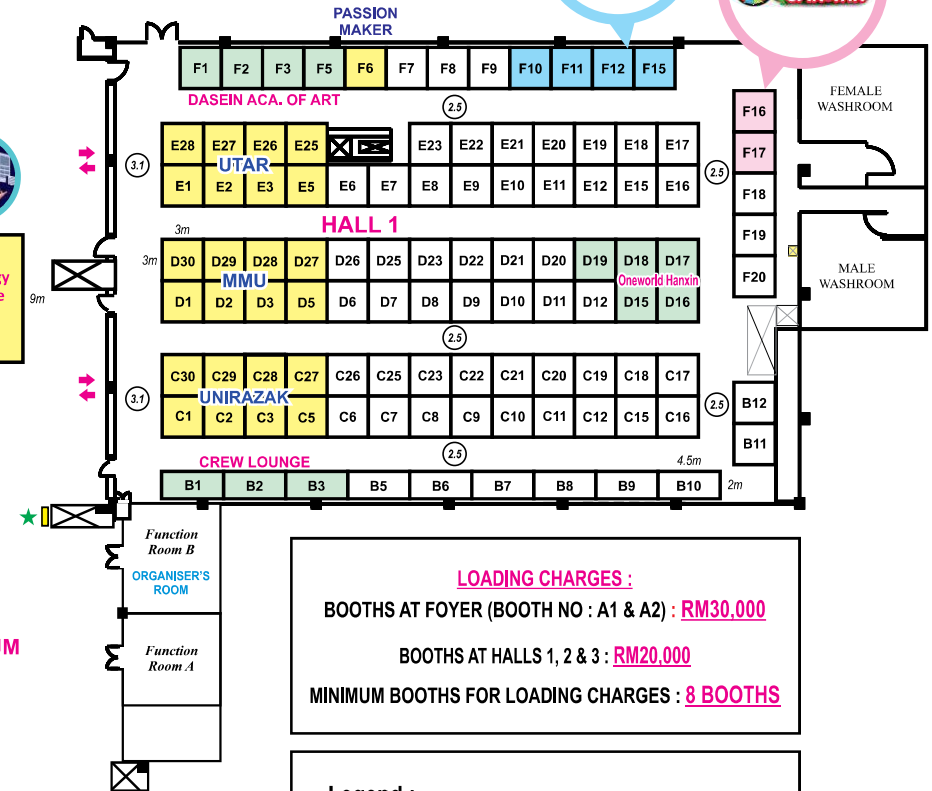 PASSION
MAKER
F1 F2 F3 F5 F6 F7 F8 F9 F10 F11 F12 F15
DASEIN ACA. OF ART
2.5
FEMALE
WASHROOM
F16
F17
F18
F19
F20
E28 E27 E26 E25 E23 E22 E21 E20 E19 E18 E17
UTAR
3.1
2.5
E1 E2 E3 E5 E6 E7 E8 E9 E10 E11 E12 E15 E16
HALL 1
3m
3m
D30 D29 D28 D27 D26 D25 D23 D22 D21 D20 D19 D18 D17
MMU
Oneworld Hanxin
D1 D2 D3 D5 D6 D7 D8 D9 D10 D11 D12 D15 D16
MALE
WASHROOM
9m
2.5
C30 C29 C28 C27 C26 C25 C23 C22 C21 C20 C19 C18 C17
UNIRAZAK
3.1
2.5
C1 C2 C3 C5 C6 C7 C8 C9 C10 C11 C12 C15 C16
B12
B11
2.5
CREW LOUNGE
4.5m
B1 B2 B3 B5 B6 B7 B8 B9 B10
2m
Function
Room B
ORGANISER'S
ROOM
Function
Room A
UM
LOADING CHARGES :
BOOTHS AT FOYER (BOOTH NO : A1 & A2) : RM30,000
BOOTHS AT HALLS 1, 2 & 3 : RM20,000
MINIMUM BOOTHS FOR LOADING CHARGES : 8 BOOTHS
Legend :